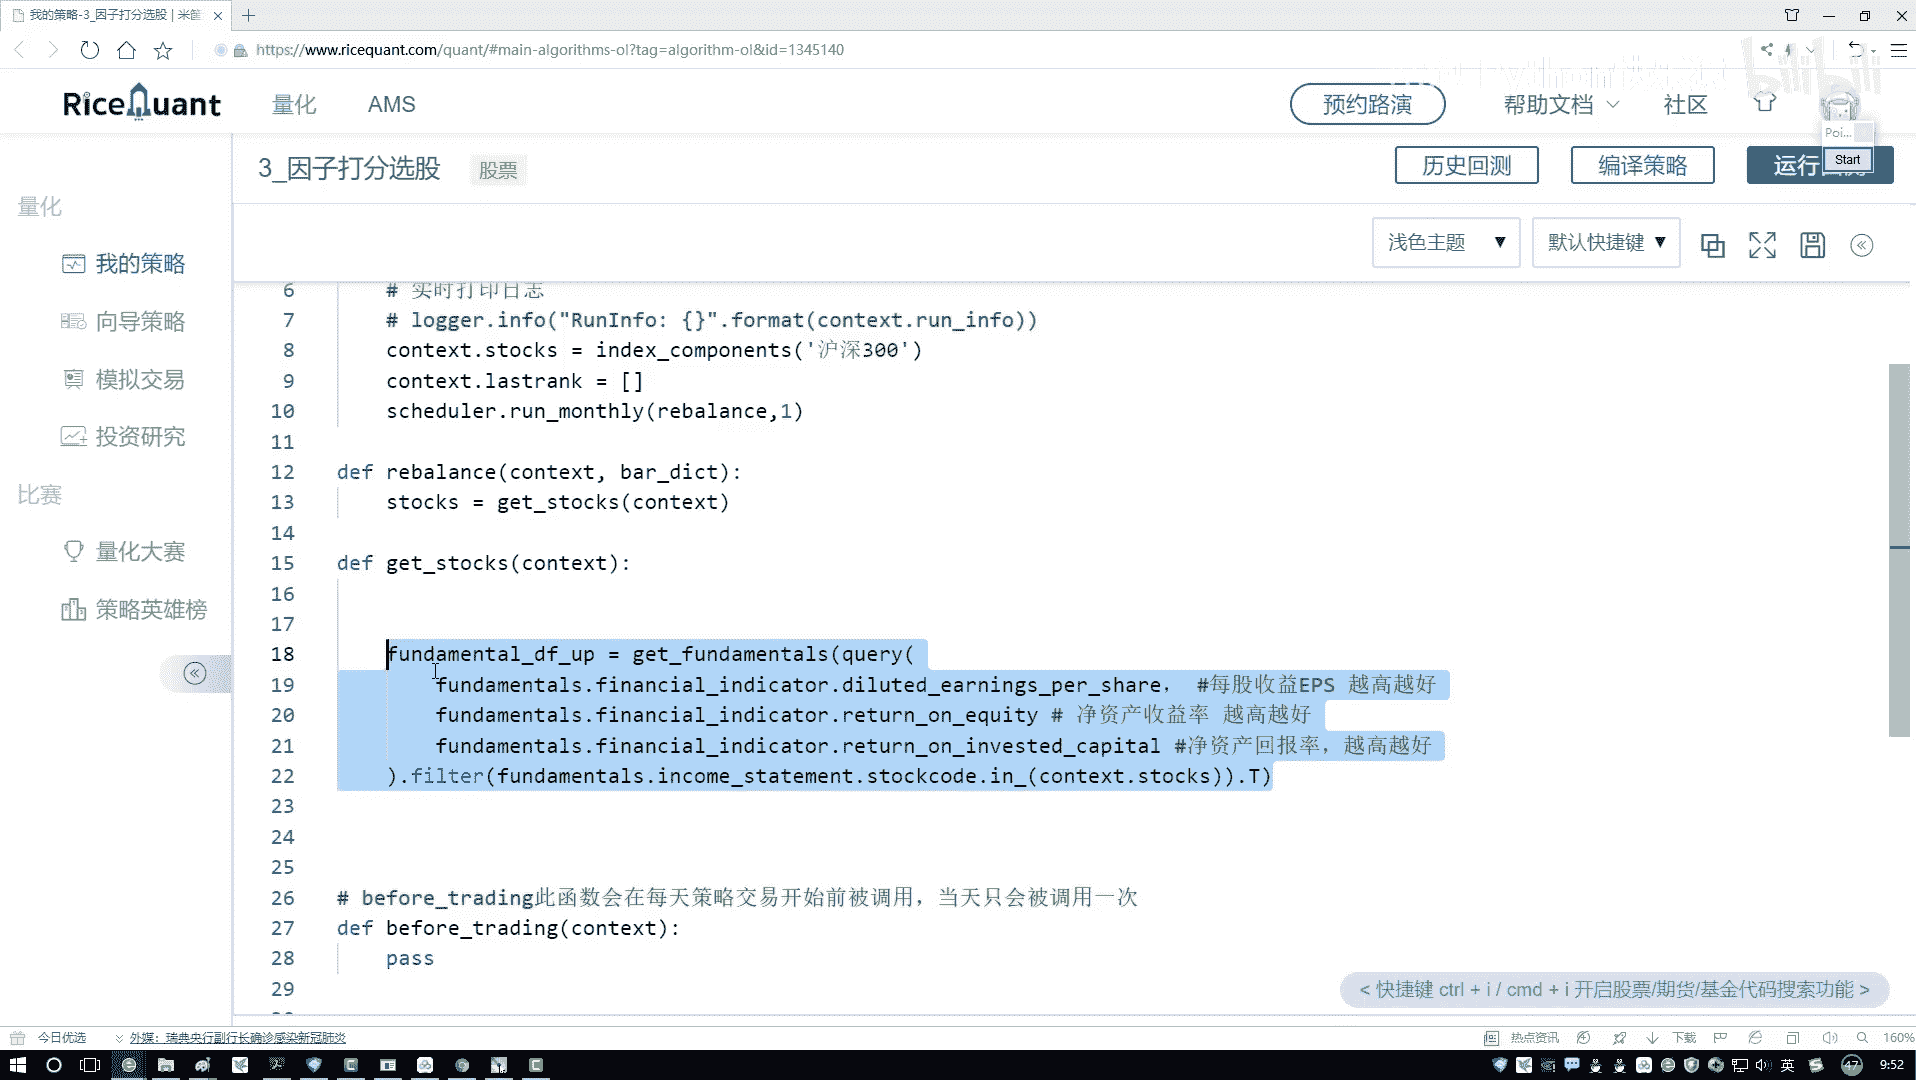 我的策略-3_因子打分选股 | 米筐
https://www.ricequant.com/quant/#main-algorithms-ol?tag=algorithm-ol&id=1345140
RiceQuant
量化
AMS
预约路演
帮助文档
社区
Poi...
Start
3_因子打分选股
股票
历史回测
编译策略
运行
量化
我的策略
向导策略
模拟交易
投资研究
比赛
量化大赛
策略英雄榜
浅色主题
默认快捷键
6 # 实时打印日志
7 # logger.info("RunInfo: {}".format(context.run_info))
8 context.stocks = index_components('沪深300')
9 context.lastrank = []
10 scheduler.run_monthly(rebalance,1)
11
12 def rebalance(context, bar_dict):
13 stocks = get_stocks(context)
14
15 def get_stocks(context):
16
17
18 fundamental_df_up = get_fundamentals(query(
19 fundamentals.financial_indicator.diluted_earnings_per_share， #每股收益EPS 越高越好
20 fundamentals.financial_indicator.return_on_equity # 净资产收益率 越高越好
21 fundamentals.financial_indicator.return_on_invested_capital #净资产回报率，越高越好
22 ).filter(fundamentals.income_statement.stockcode.in_(context.stocks)).T)
23
24
25
26 # before_trading此函数会在每天策略交易开始前被调用，当天只会被调用一次
27 def before_trading(context):
28 pass
29
< 快捷键 ctrl + i / cmd + i 开启股票/期货/基金代码搜索功能 >
今日优选
外媒：瑞典央行副行长确诊感染新冠肺炎
热点资讯
下载
160%
英
47
9:52